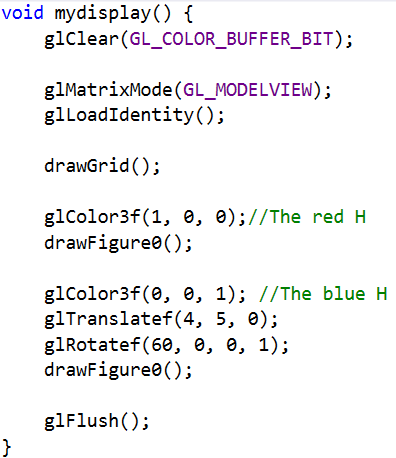 void mydisplay() {
    glClear(GL_COLOR_BUFFER_BIT);

    glMatrixMode(GL_MODELVIEW);
    glLoadIdentity();

    drawGrid();

    glColor3f(1, 0, 0);//The red H
    drawFigure0();

    glColor3f(0, 0, 1); //The blue H
    glTranslatef(4, 5, 0);
    glRotatef(60, 0, 0, 1);
    drawFigure0();

    glFlush();
}